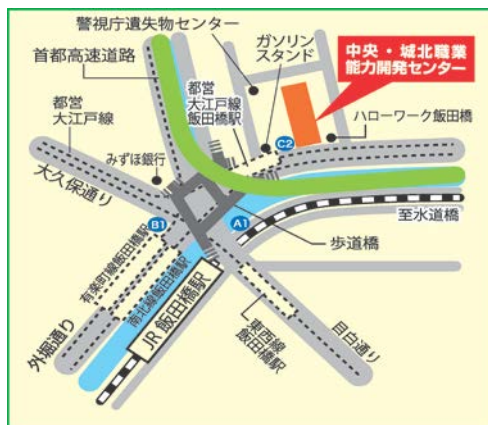 警視庁遺失物センター
首都高速道路
ガソリン
スタンド
中央・城北職業
能力開発センター
都営
大江戸線
都営
大江戸線
飯田橋駅
ハローワーク飯田橋
みずほ銀行
C2
大久保通り
B1
A1
至水道橋
歩道橋
有楽町線飯田橋駅
南北線飯田橋駅
外堀通り
JR 飯田橋駅
東西線
飯田橋駅
目白通り